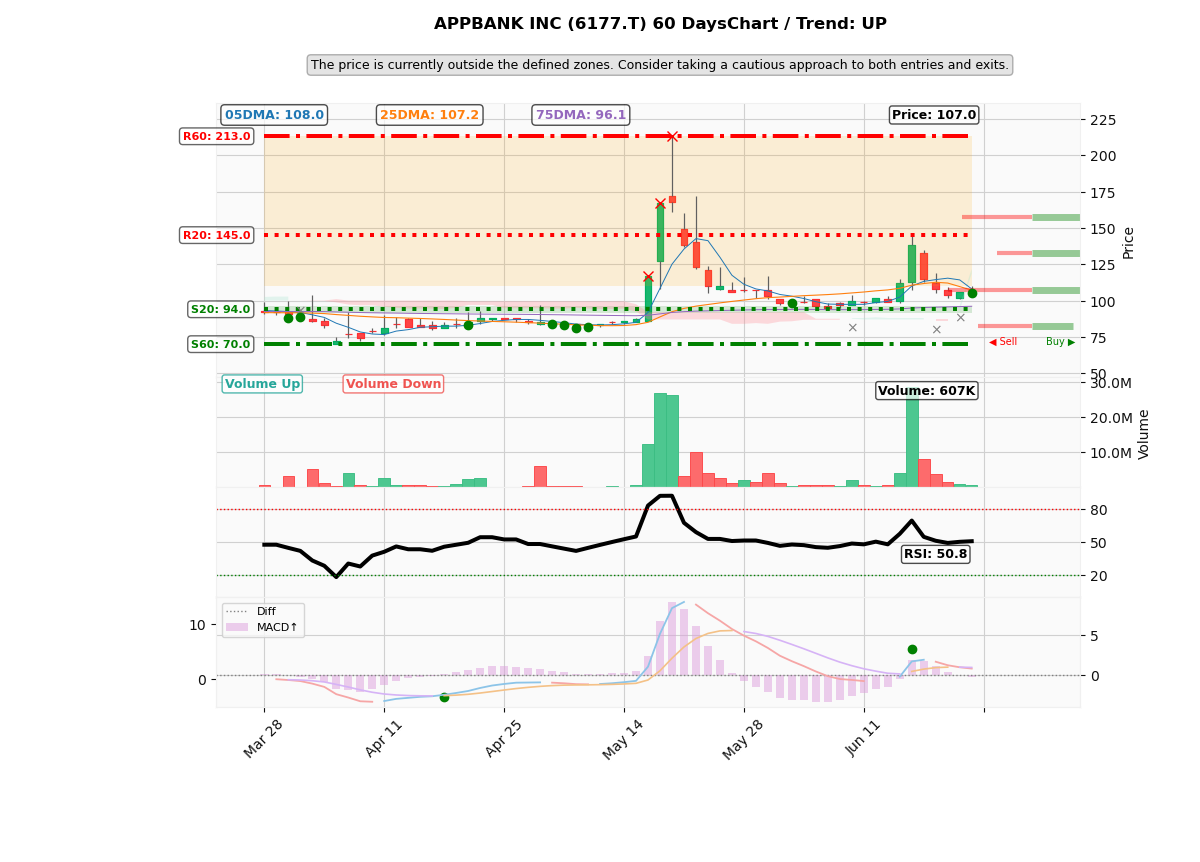 APPBANK INC (6177.T) 60 DaysChart / Trend: UP
The price is currently outside the defined zones. Consider taking a cautious approach to both entries and exits.
05DMA: 108.0
25DMA: 107.2
75DMA: 96.1
Price: 107.0
R60: 213.0
R20: 145.0
S20: 94.0
S60: 70.0
225
200
175
150
125
100
75
50
Price
◀ Sell
Buy ▶
Volume Up
Volume Down
Volume: 607K
30.0M
20.0M
10.0M
Volume
80
50
20
RSI: 50.8
Diff
MACD↑
10
0
5
0
Mar 28
Apr 11
Apr 25
May 14
May 28
Jun 11